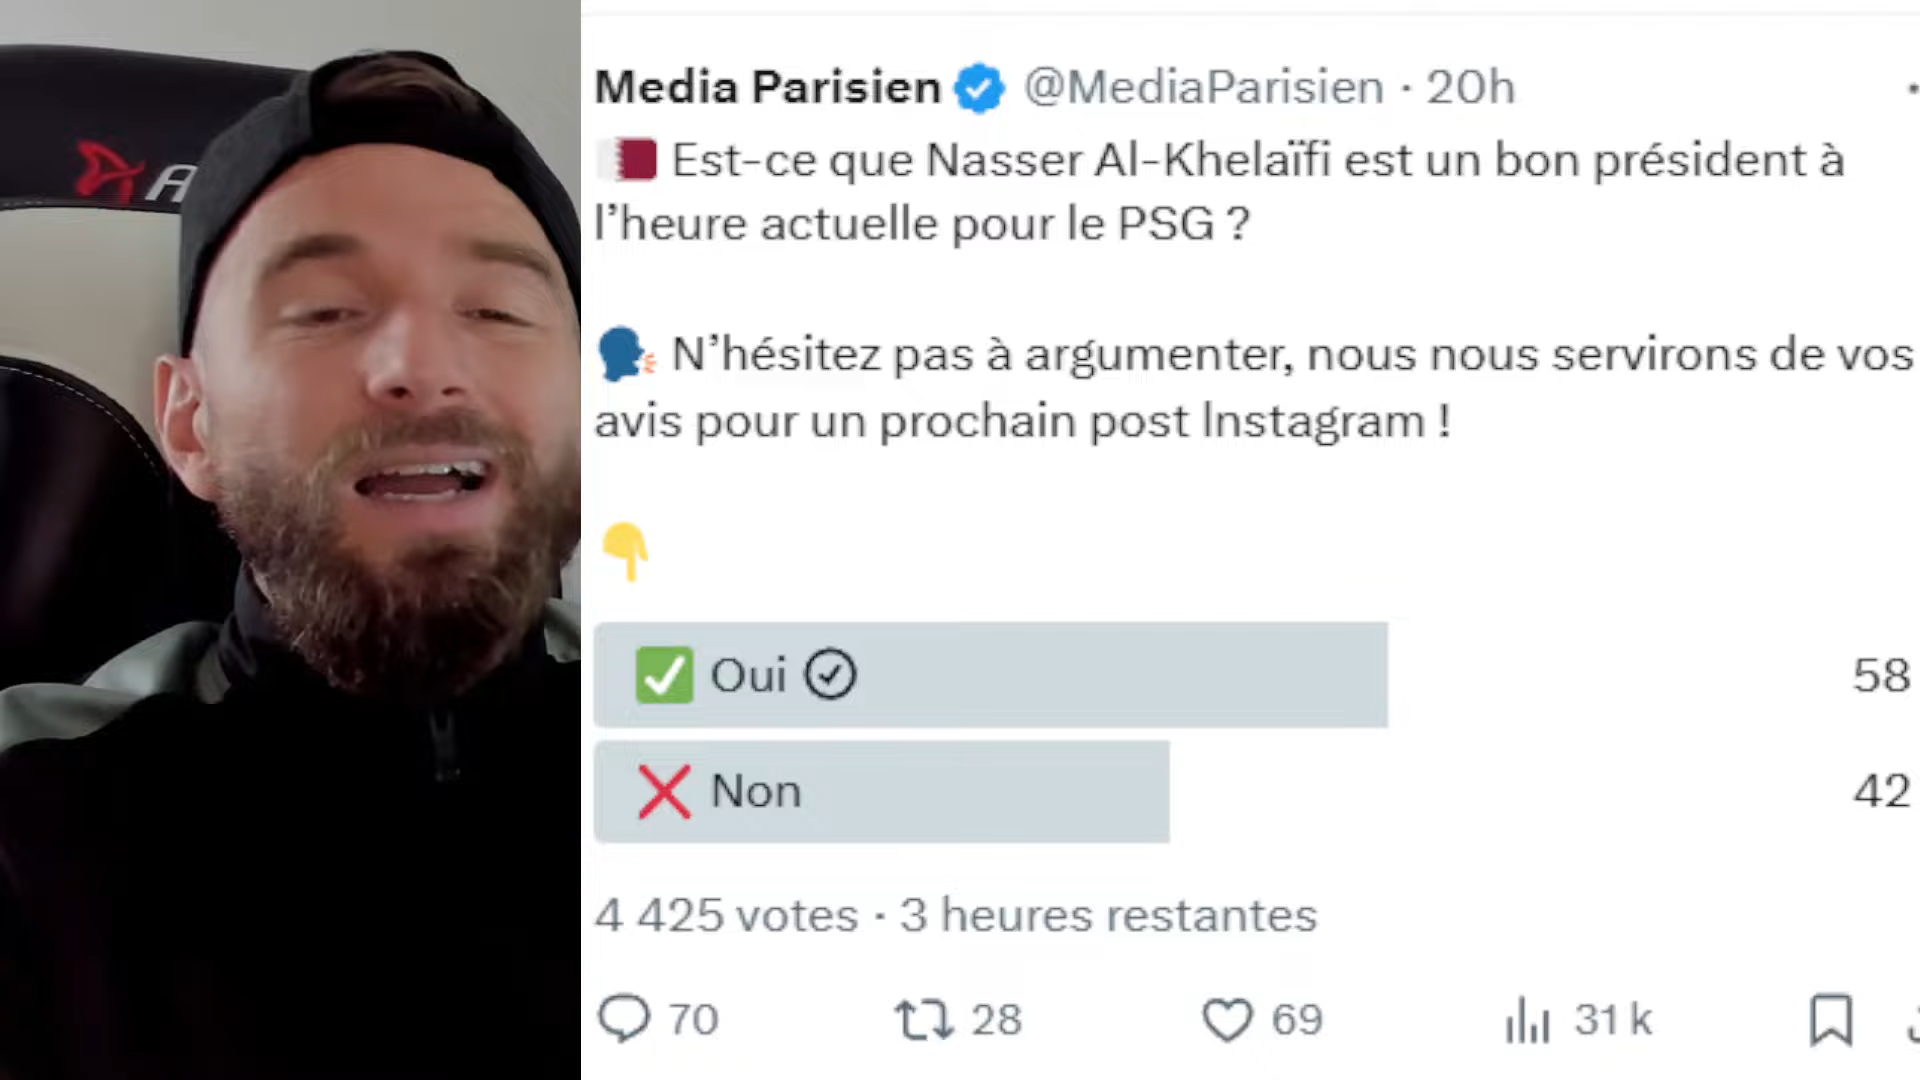 A
Media Parisien @MediaParisien · 20h
Est-ce que Nasser Al-Khelaïfi est un bon président à
l’heure actuelle pour le PSG ?
N’hésitez pas à argumenter, nous nous servirons de vos
avis pour un prochain post Instagram !
Oui 58
Non 42
4 425 votes · 3 heures restantes
70 28 69 31 k